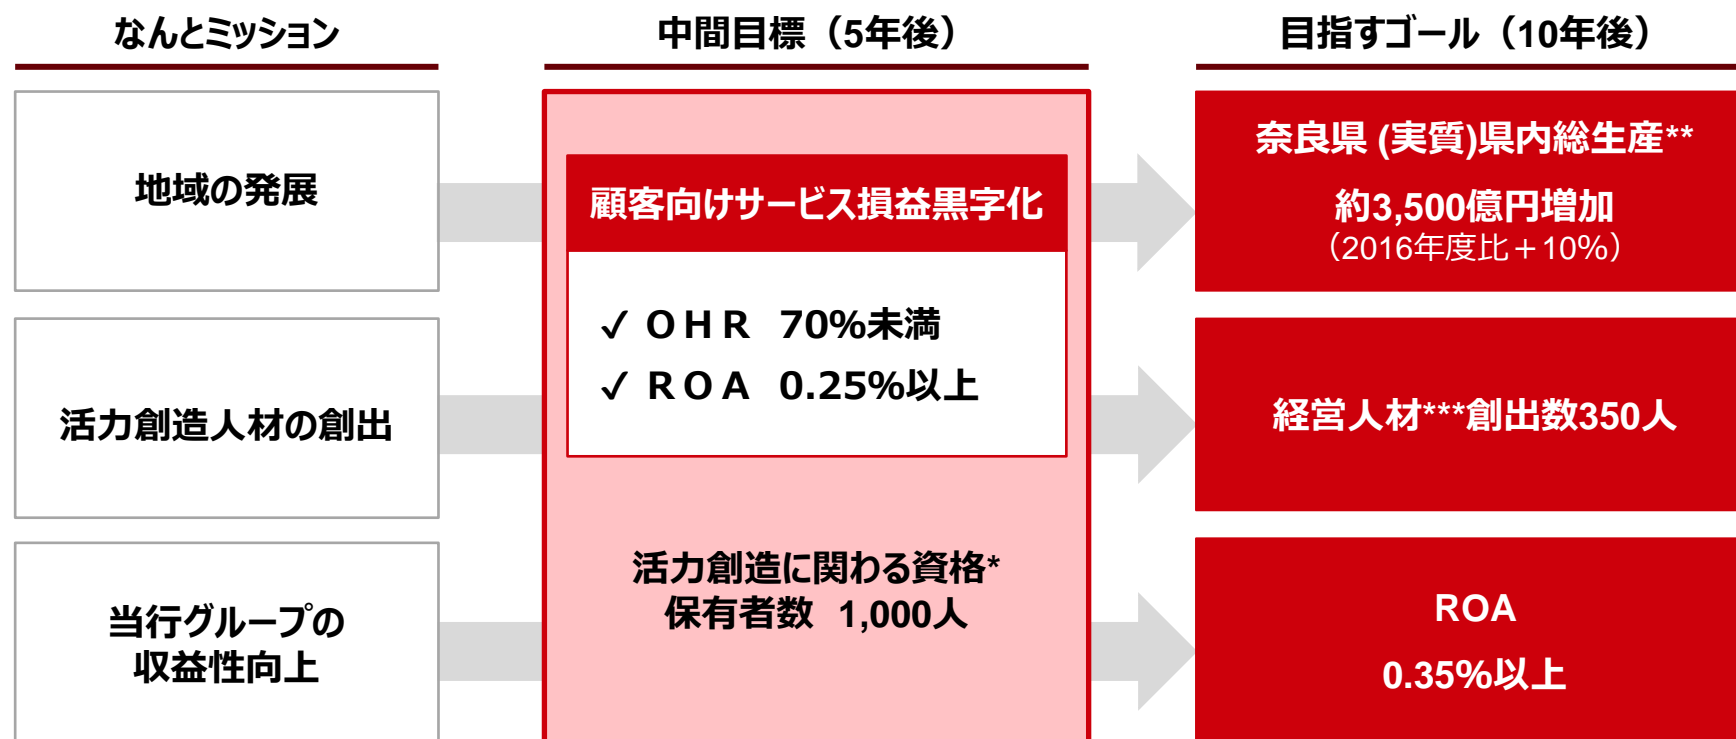 なんとミッション
中間目標（5年後）
目指すゴール（10年後）
地域の発展
活力創造人材の創出
当行グループの
収益性向上
顧客向けサービス損益黒字化
✓ ＯＨＲ 70%未満
✓ ＲＯＡ 0.25%以上
活力創造に関わる資格*
保有者数 1,000人
奈良県 (実質)県内総生産**
約3,500億円増加
（2016年度比＋10%）
経営人材***創出数350人
ROA
0.35%以上